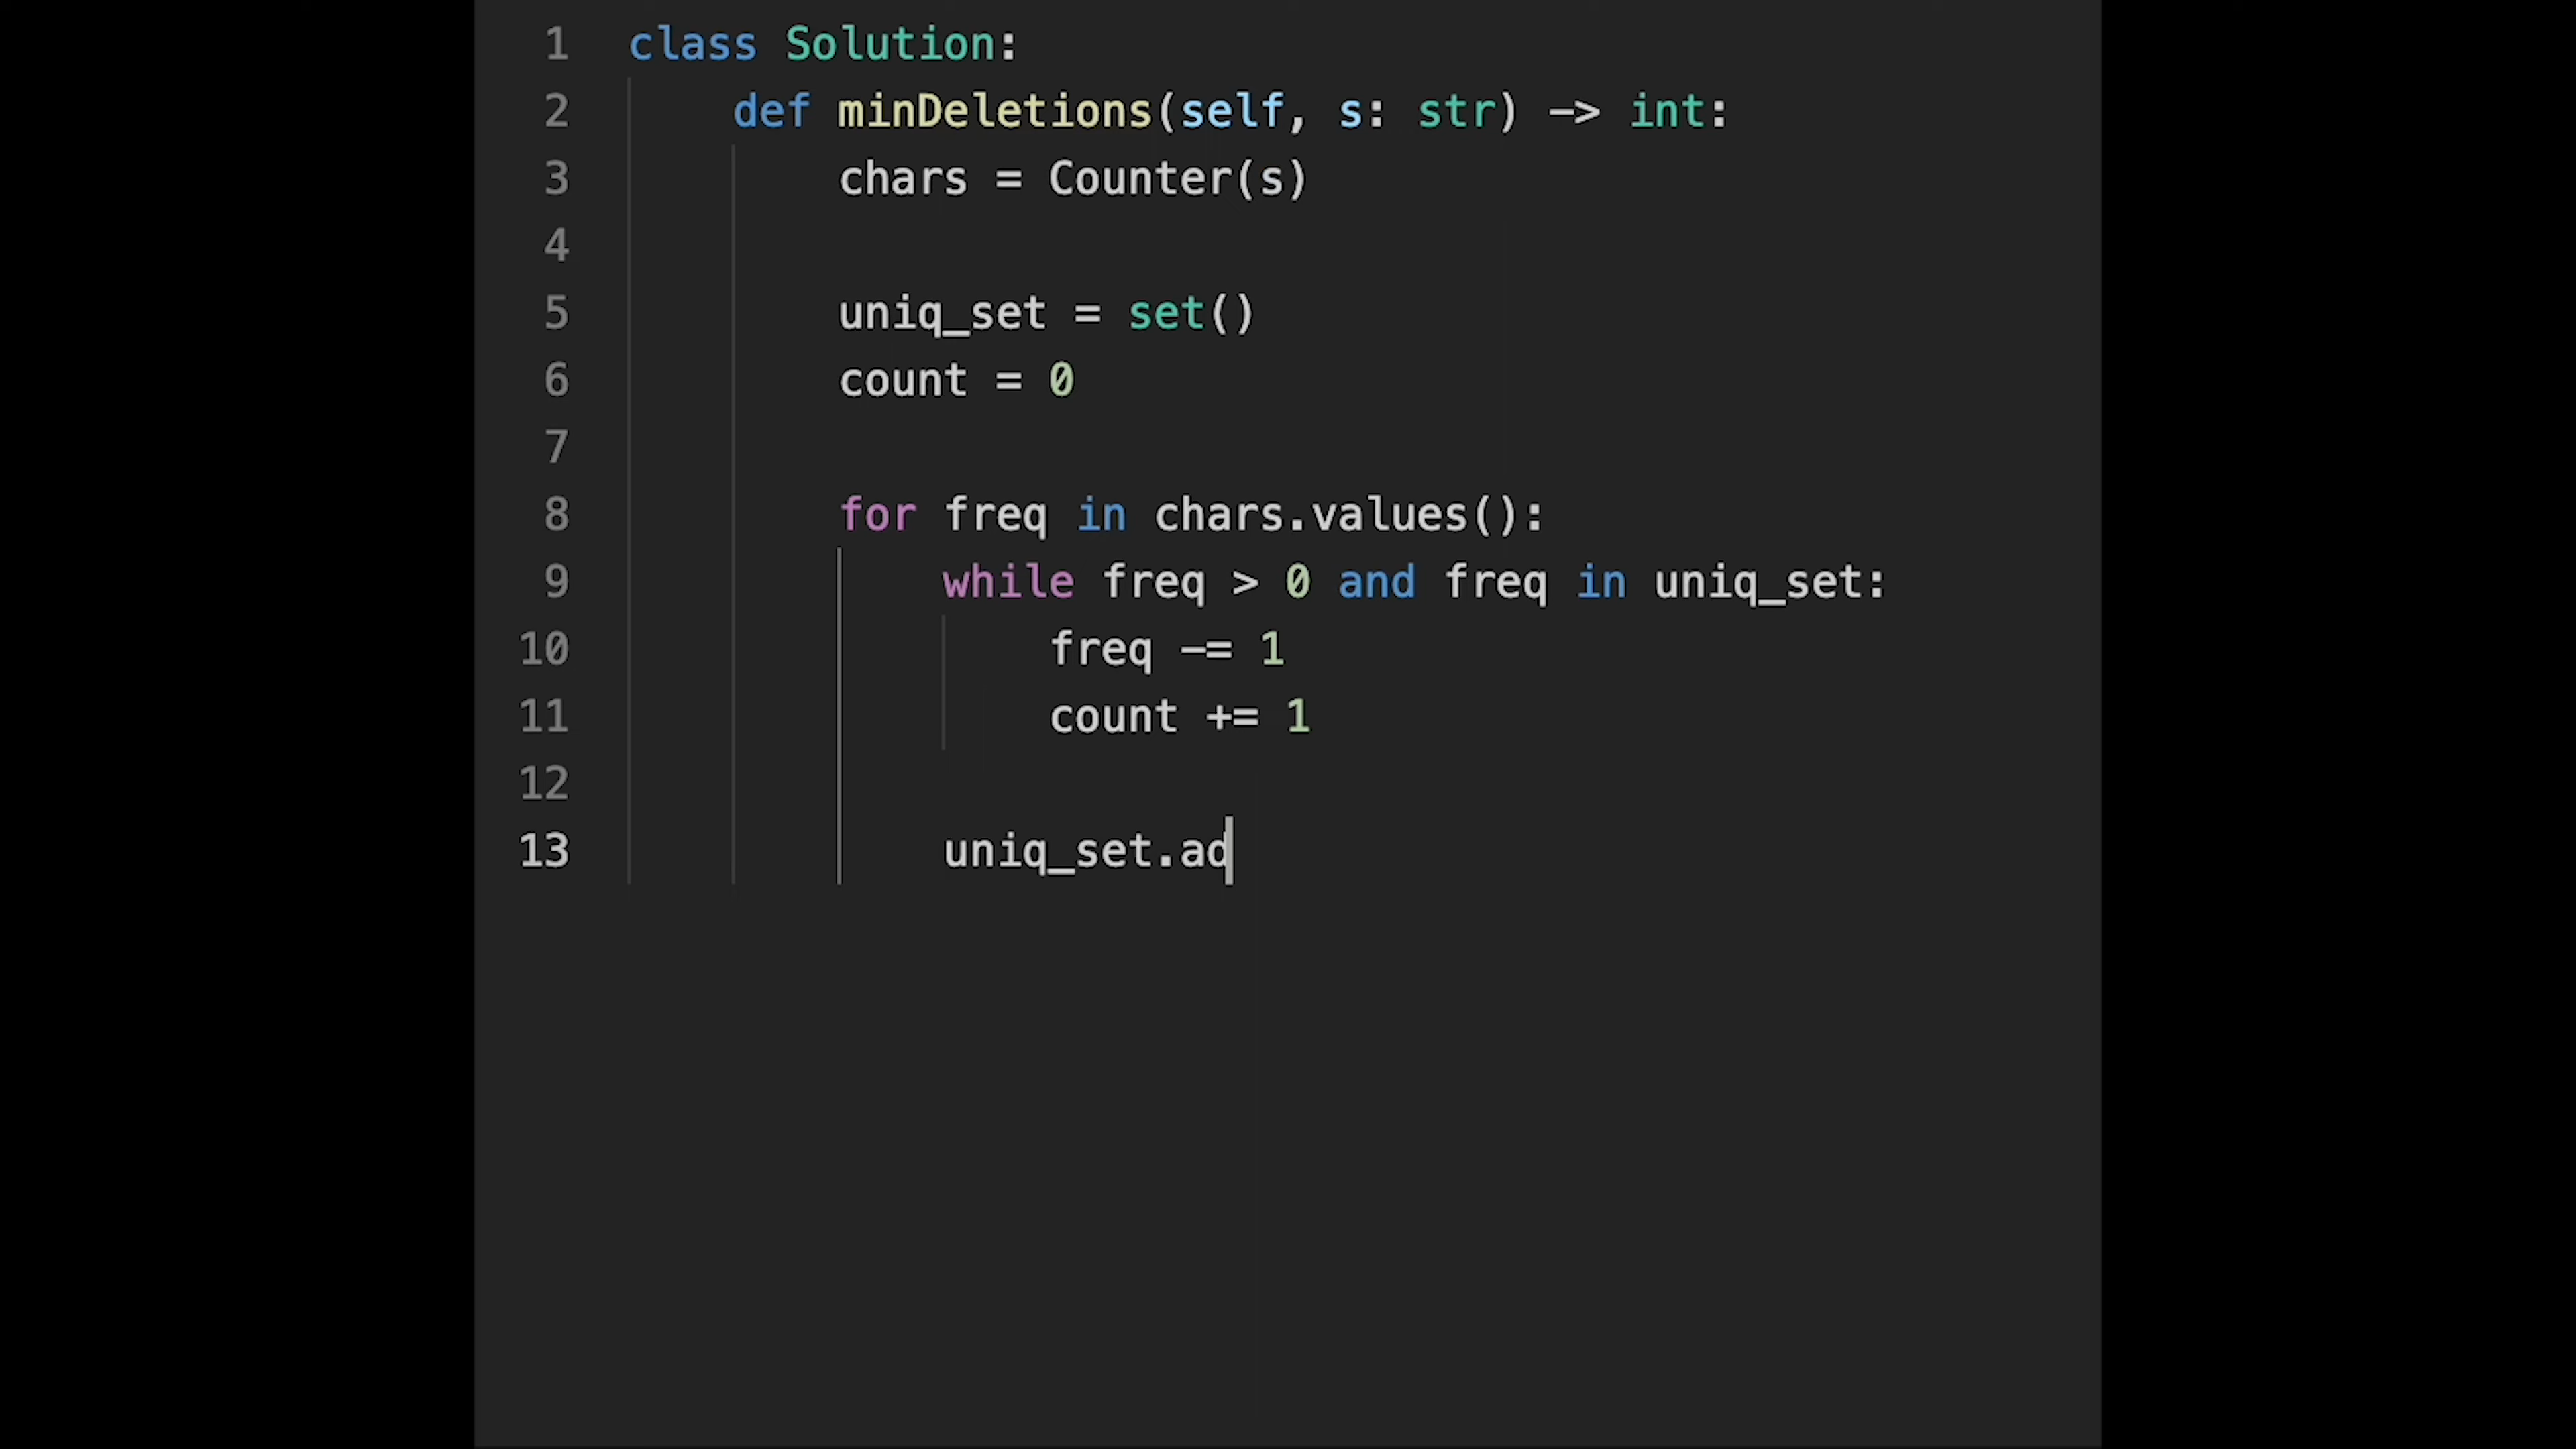 1 class Solution:
2 def minDeletions(self, s: str) -> int:
3 chars = Counter(s)
4
5 uniq_set = set()
6 count = 0
7
8 for freq in chars.values():
9 while freq > 0 and freq in uniq_set:
10 freq -= 1
11 count += 1
12
13 uniq_set.ad